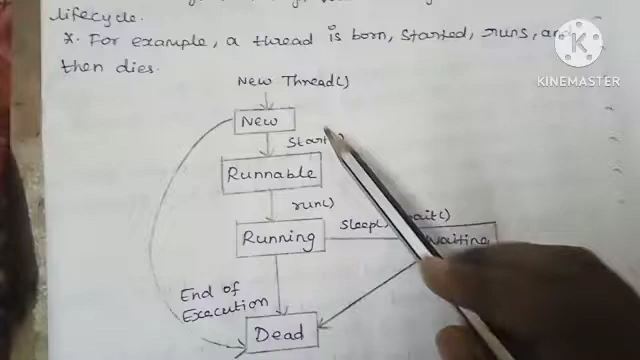 lifecycle.
*. For example, a thread is born, started, runs, and
then dies.
New Thread()
New
Runnable
run()
Running
sleep(),
Waiting
End of
Execution
Dead
K
KINEMASTER